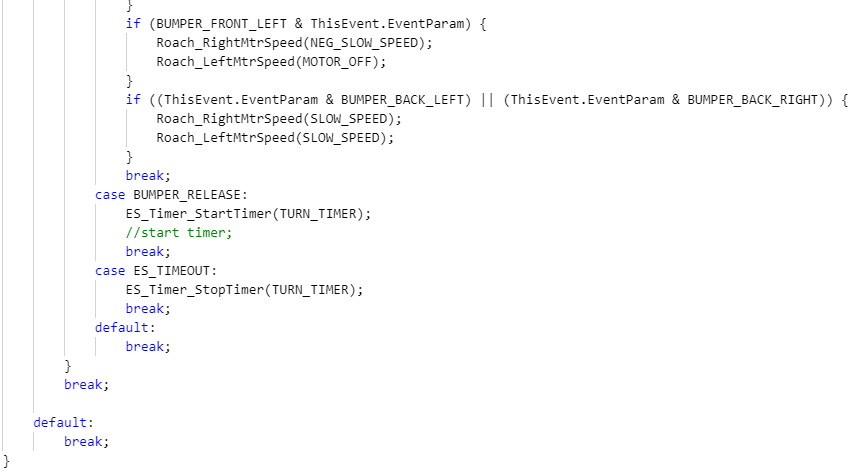 }
if (BUMPER_FRONT_LEFT & ThisEvent.EventParam) {
Roach_RightMtrSpeed(NEG_SLOW_SPEED);
Roach_LeftMtrSpeed(MOTOR_OFF);
}
if ((ThisEvent.EventParam & BUMPER_BACK_LEFT) || (ThisEvent.EventParam & BUMPER_BACK_RIGHT)) {
Roach_RightMtrSpeed(SLOW_SPEED);
Roach_LeftMtrSpeed(SLOW_SPEED);
}
break;
case BUMPER_RELEASE:
ES_Timer_StartTimer(TURN_TIMER);
//start timer;
break;
case ES_TIMEOUT:
ES_Timer_StopTimer(TURN_TIMER);
break;
default:
break;
}
break;
default:
break;
}